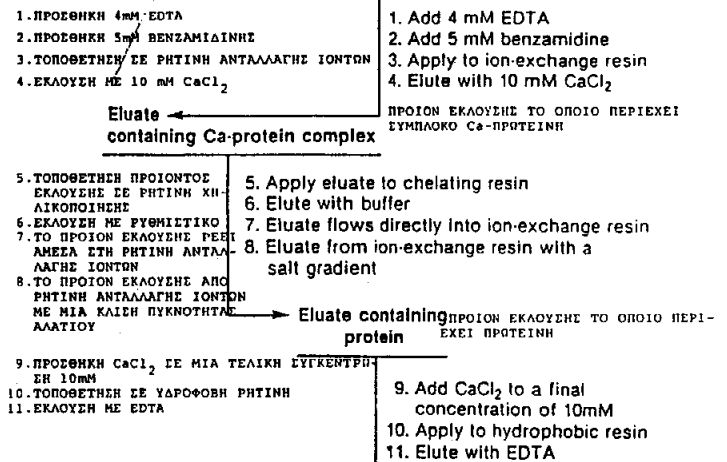 1.ΠΡΟΣΘΗΚΗ 4mM EDTA
2.ΠΡΟΣΘΗΚΗ 5mM ΒΕΝΖΑΜΙΔΙΝΗΣ
3.ΤΟΠΟΘΕΤΗΣΗ ΣΕ ΡΗΤΙΝΗ ΑΝΤΑΛΛΑΓΗΣ ΙΟΝΤΩΝ
4.ΕΚΛΟΥΣΗ ΜΕ 10 mM CaCl2
1. Add 4 mM EDTA
2. Add 5 mM benzamidine
3. Apply to ion-exchange resin
4. Elute with 10 mM CaCl2
Eluate
containing Ca-protein complex
ΠΡΟΙΟΝ ΕΚΛΟΥΣΗΣ ΤΟ ΟΠΟΙΟ ΠΕΡΙΕΧΕΙ
ΣΥΜΠΛΟΚΟ Ca-ΠΡΩΤΕΙΝΗ
5.ΤΟΠΟΘΕΤΗΣΗ ΠΡΟΙΟΝΤΟΣ
ΕΚΛΟΥΣΗΣ ΣΕ ΡΗΤΙΝΗ ΧΗ-
ΛΙΚΟΠΟΙΗΣΗΣ
6.ΕΚΛΟΥΣΗ ΜΕ ΡΥΘΜΙΣΤΙΚΟ
7.ΤΟ ΠΡΟΙΟΝ ΕΚΛΟΥΣΗΣ ΡΕΕΙ
ΑΜΕΣΑ ΣΤΗ ΡΗΤΙΝΗ ΑΝΤΑΛ-
ΛΑΓΗΣ ΙΟΝΤΩΝ
8.ΤΟ ΠΡΟΙΟΝ ΕΚΛΟΥΣΗΣ ΑΠΟ
ΡΗΤΙΝΗ ΑΝΤΑΛΛΑΓΗΣ ΙΟΝΤΩΝ
ΜΕ ΜΙΑ ΚΛΙΣΗ ΠΥΚΝΟΤΗΤΑΣ
ΑΛΑΤΙΟΥ
5. Apply eluate to chelating resin
6. Elute with buffer
7. Eluate flows directly into ion-exchange resin
8. Eluate from ion-exchange resin with a
salt gradient
Eluate containing
protein
ΠΡΟΙΟΝ ΕΚΛΟΥΣΗΣ ΤΟ ΟΠΟΙΟ ΠΕΡΙ-
ΕΧΕΙ ΠΡΩΤΕΙΝΗ
9.ΠΡΟΣΘΗΚΗ CaCl2 ΣΕ ΜΙΑ ΤΕΛΙΚΗ ΣΥΓΚΕΝΤΡΩ-
ΣΗ 10mM
10.ΤΟΠΟΘΕΤΗΣΗ ΣΕ ΥΔΡΟΦΟΒΗ ΡΗΤΙΝΗ
11.ΕΚΛΟΥΣΗ ΜΕ EDTA
9. Add CaCl2 to a final
concentration of 10mM
10. Apply to hydrophobic resin
11. Elute with EDTA